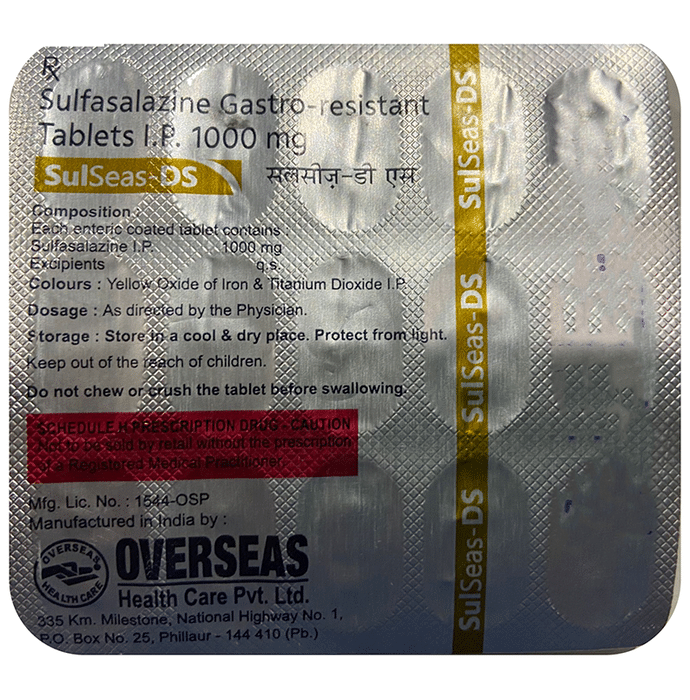 Rx
Sulfasalazine Gastro-resistant
Tablets I.P. 1000 mg
SulSeas-DS
सलसीज़-डी एस
Composition :
Each enteric coated tablet contains :
Sulfasalazine I.P. 1000 mg
Excipients q.s.
Colours : Yellow Oxide of Iron & Titanium Dioxide I.P.
Dosage : As directed by the Physician.
Storage : Store in a cool & dry place. Protect from light.
Keep out of the reach of children.
Do not chew or crush the tablet before swallowing.
SCHEDULE H PRESCRIPTION DRUG - CAUTION
Not to be sold by retail without the prescription
of a Registered Medical Practitioner.
Mfg. Lic. No. : 1544-OSP
Manufactured in India by :
OVERSEAS
HEALTH CARE
OVERSEAS
Health Care Pvt. Ltd.
335 Km. Milestone, National Highway No. 1,
P.O. Box No. 25, Phillaur - 144 410 (Pb.)
SulSeas-DS
SulSeas-DS
SulSeas-DS